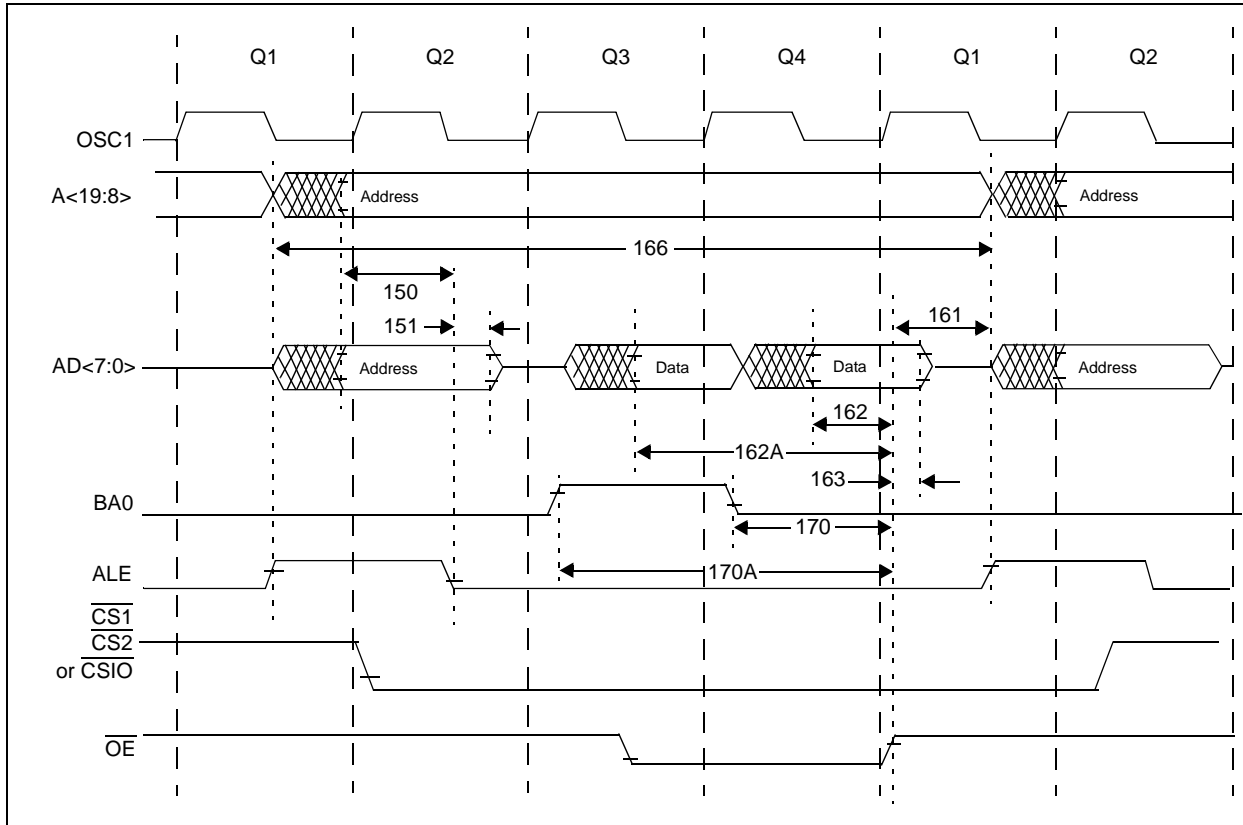 Q1 Q2 Q3 Q4 Q1 Q2
OSC1
A<19:8>
Address Address
166
150
151
161
AD<7:0>
Address Data Data Address
162
162A
163
BA0
170
170A
ALE
CS1
CS2
or CSIO
OE